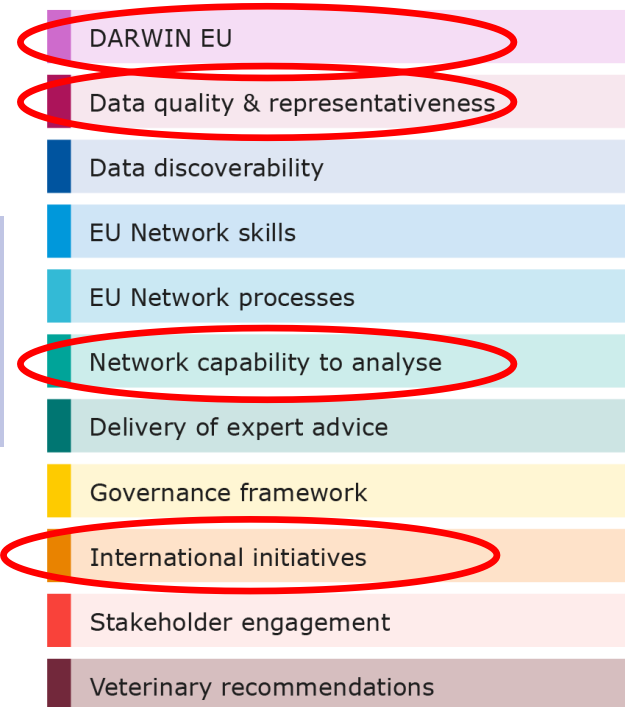 DARWIN EU
Data quality & representativeness
Data discoverability
EU Network skills
EU Network processes
Network capability to analyse
Delivery of expert advice
Governance framework
International initiatives
Stakeholder engagement
Veterinary recommendations